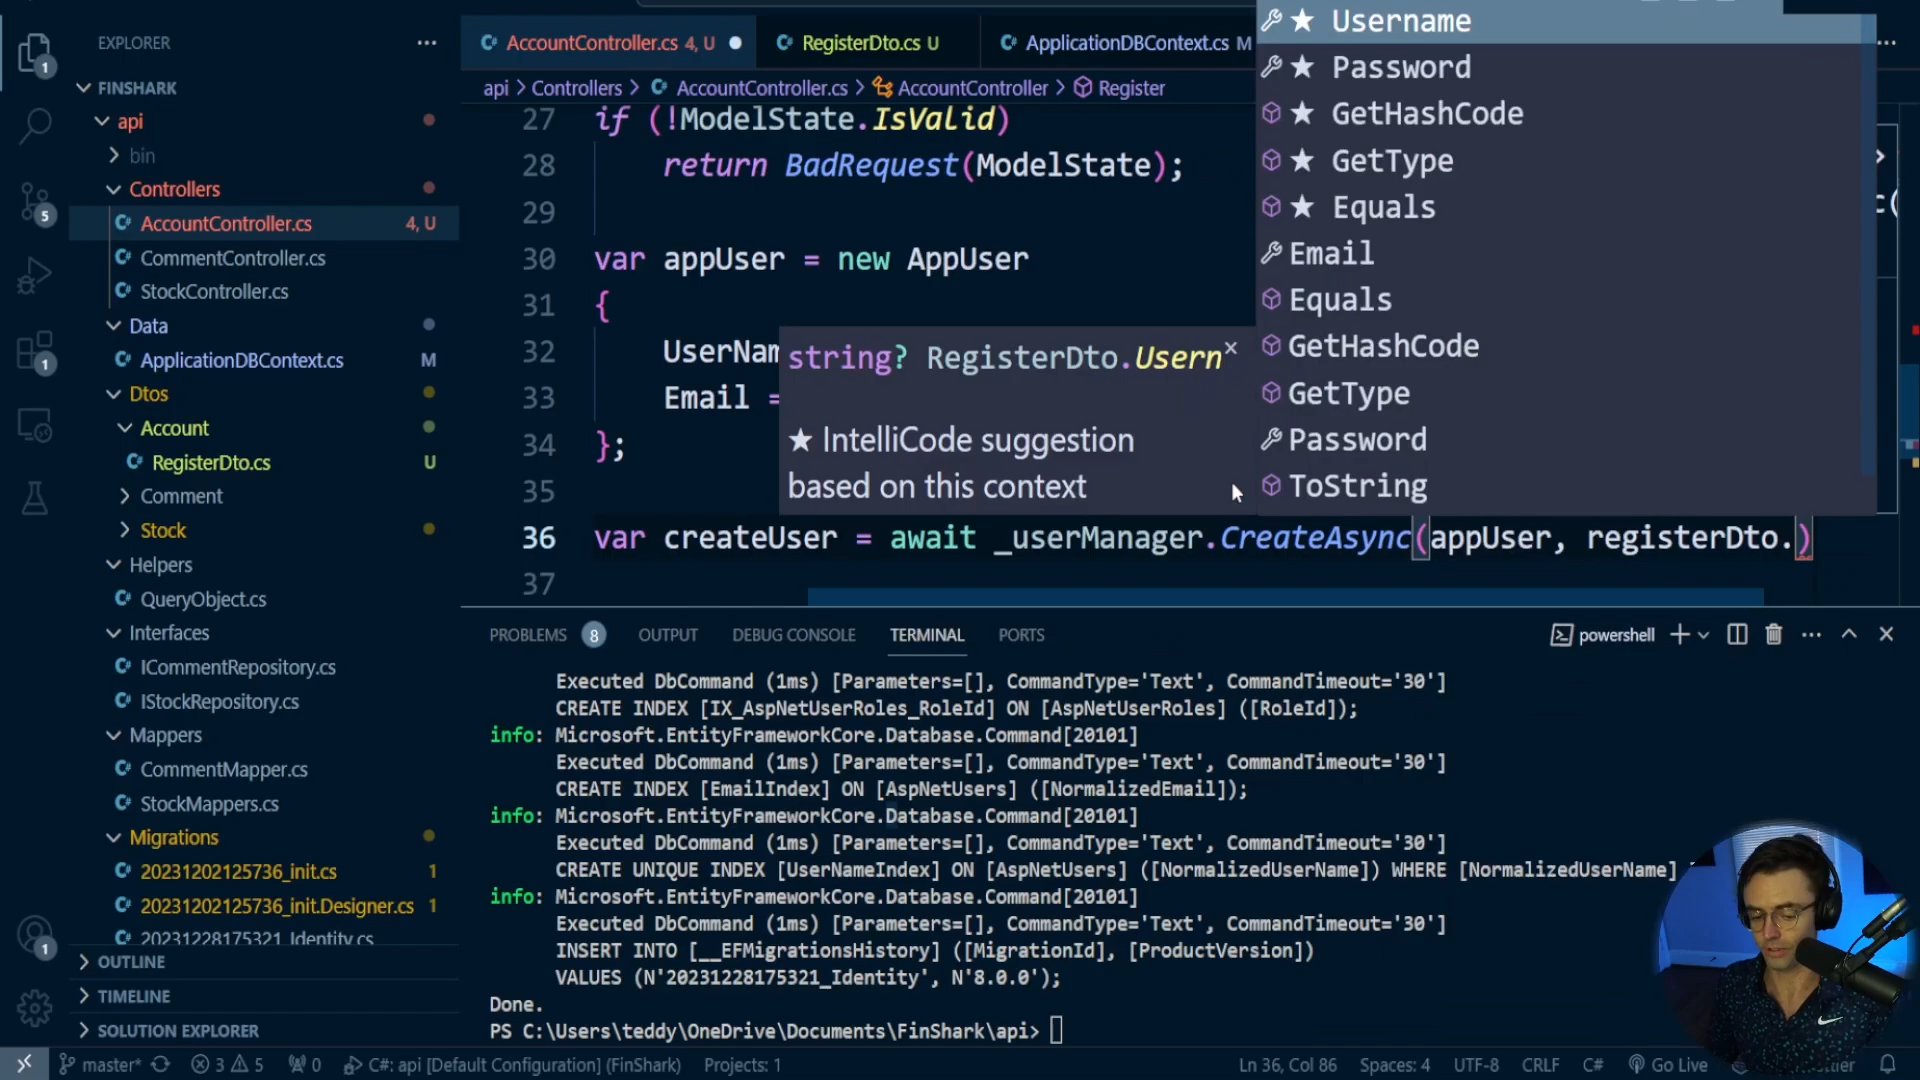 EXPLORER
FINSHARK
api
bin
Controllers
AccountController.cs 4, U
CommentController.cs
StockController.cs
Data
ApplicationDBContext.cs M
Dtos
Account
RegisterDto.cs U
Comment
Stock
Helpers
QueryObject.cs
Interfaces
ICommentRepository.cs
IStockRepository.cs
Mappers
CommentMapper.cs
StockMappers.cs
Migrations
20231202125736_init.cs 1
20231202125736_init.Designer.cs 1
20231228175321_Identity.cs
OUTLINE
TIMELINE
SOLUTION EXPLORER
1
5
1
1
AccountController.cs 4, U
RegisterDto.cs U
ApplicationDBContext.cs M
api > Controllers > AccountController.cs > AccountController > Register
27 if (!ModelState.IsValid)
28 return BadRequest(ModelState);
29
30 var appUser = new AppUser
31 {
32 UserNam
33 Email =
34 };
35
36 var createUser = await _userManager.CreateAsync(appUser, registerDto.)
37
string? RegisterDto.Usern
★ IntelliCode suggestion
based on this context
★ Username
★ Password
★ GetHashCode
★ GetType
★ Equals
Email
Equals
GetHashCode
GetType
Password
ToString
PROBLEMS 8 OUTPUT DEBUG CONSOLE TERMINAL PORTS
powershell
Executed DbCommand (1ms) [Parameters=[], CommandType='Text', CommandTimeout='30']
CREATE INDEX [IX_AspNetUserRoles_RoleId] ON [AspNetUserRoles] ([RoleId]);
info: Microsoft.EntityFrameworkCore.Database.Command[20101]
Executed DbCommand (1ms) [Parameters=[], CommandType='Text', CommandTimeout='30']
CREATE INDEX [EmailIndex] ON [AspNetUsers] ([NormalizedEmail]);
info: Microsoft.EntityFrameworkCore.Database.Command[20101]
Executed DbCommand (1ms) [Parameters=[], CommandType='Text', CommandTimeout='30']
CREATE UNIQUE INDEX [UserNameIndex] ON [AspNetUsers] ([NormalizedUserName]) WHERE [NormalizedUserName]
info: Microsoft.EntityFrameworkCore.Database.Command[20101]
Executed DbCommand (1ms) [Parameters=[], CommandType='Text', CommandTimeout='30']
INSERT INTO [__EFMigrationsHistory] ([MigrationId], [ProductVersion])
VALUES (N'20231228175321_Identity', N'8.0.0');
Done.
PS C:\Users\teddy\OneDrive\Documents\FinShark\api>
master* 3 5 0 C#: api [Default Configuration] (FinShark) Projects: 1 Ln 36, Col 86 Spaces: 4 UTF-8 CRLF C# Go Live